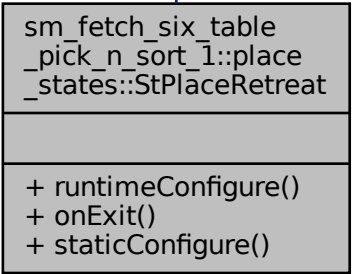 sm_fetch_six_table
_pick_n_sort_1::place
_states::StPlaceRetreat
+ runtimeConfigure()
+ onExit()
+ staticConfigure()